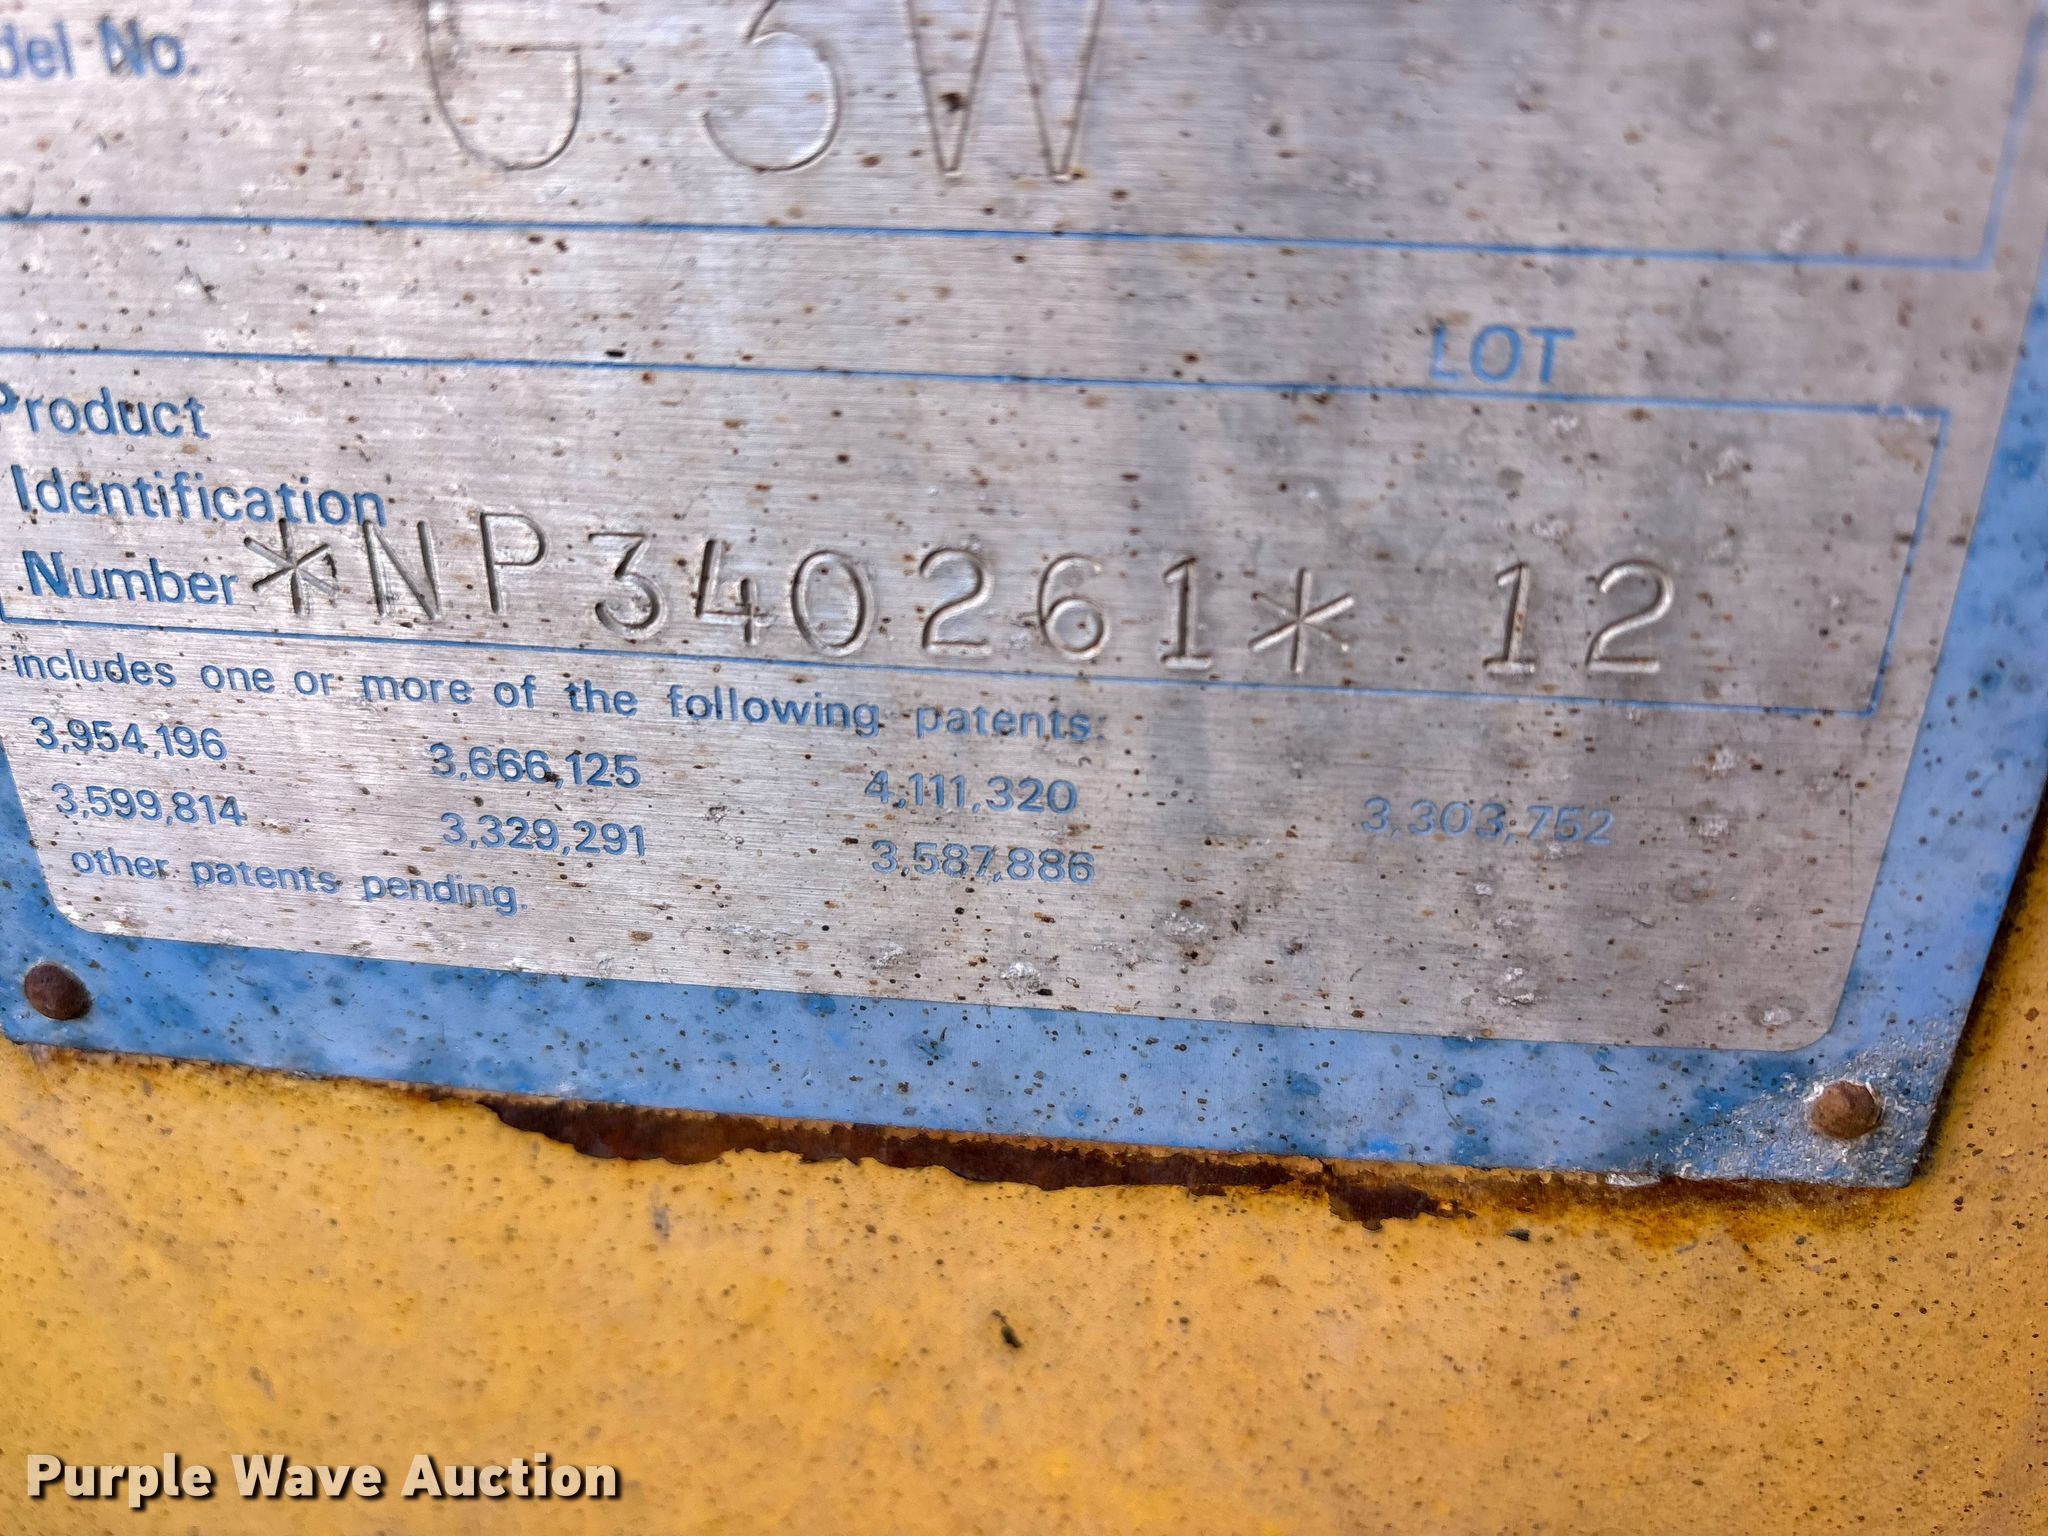 del No. G 3W
LOT
Product
Identification
Number *NP340261* 12
includes one or more of the following patents:
3,954,196 3,666,125 4,111,320 3,303,752
3,599,814 3,329,291 3,587,886
other patents pending.
Purple Wave Auction